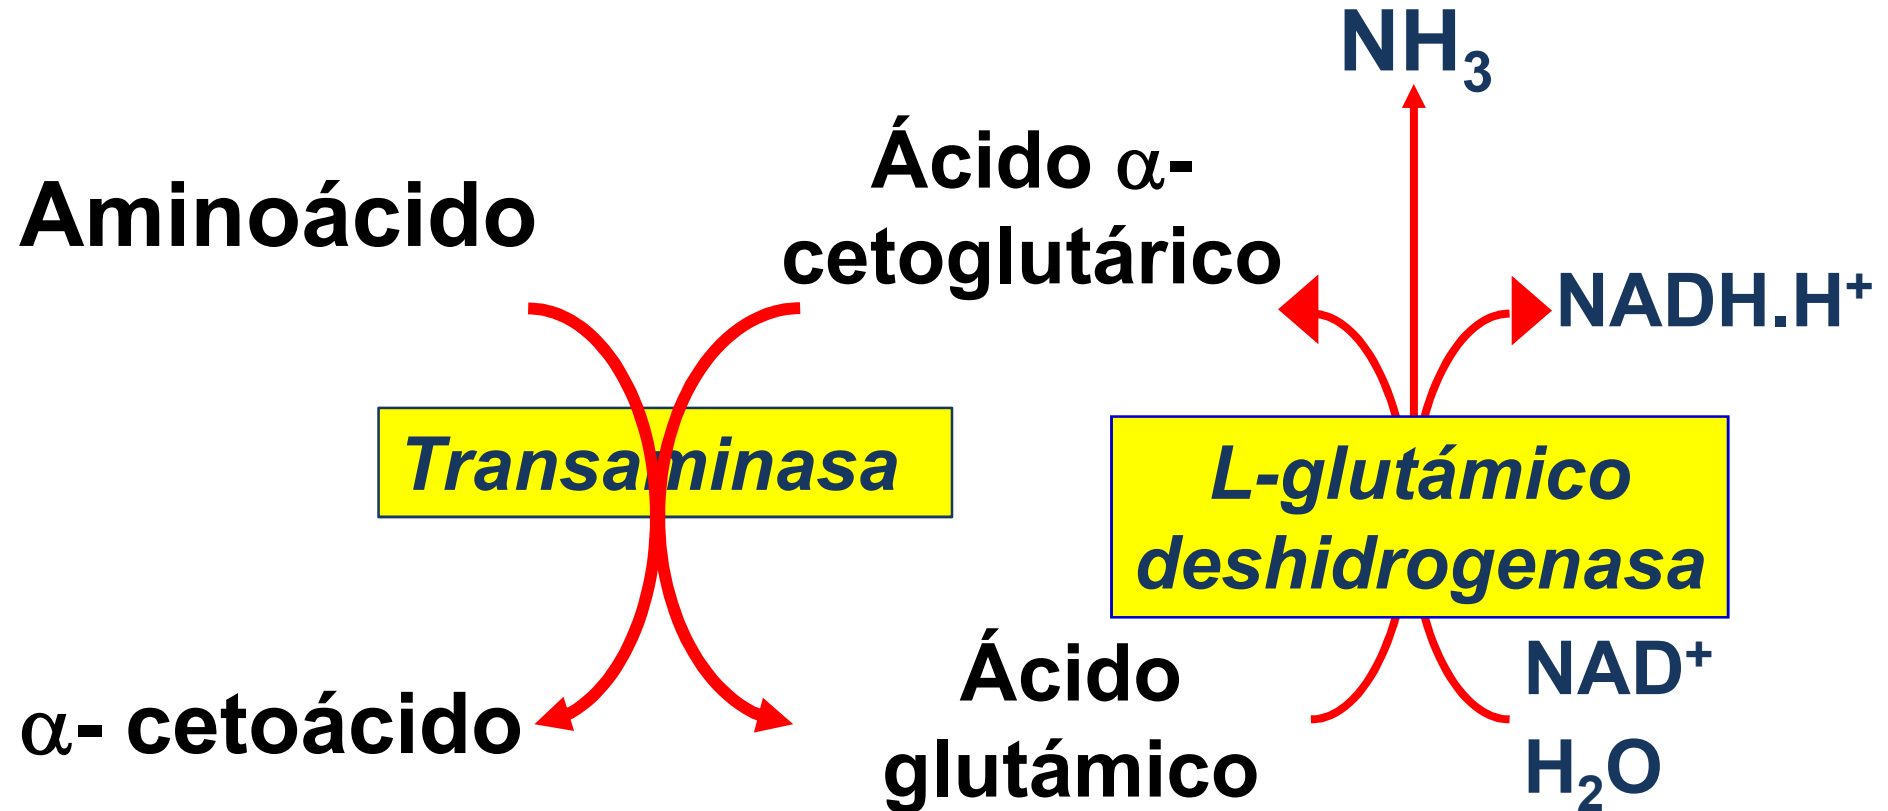 NH₃
Aminoácido
Ácido α-
cetoglutárico
NADH.H⁺
Transaminasa
L-glutámico
deshidrogenasa
α- cetoácido
Ácido
glutámico
NAD⁺
H₂O